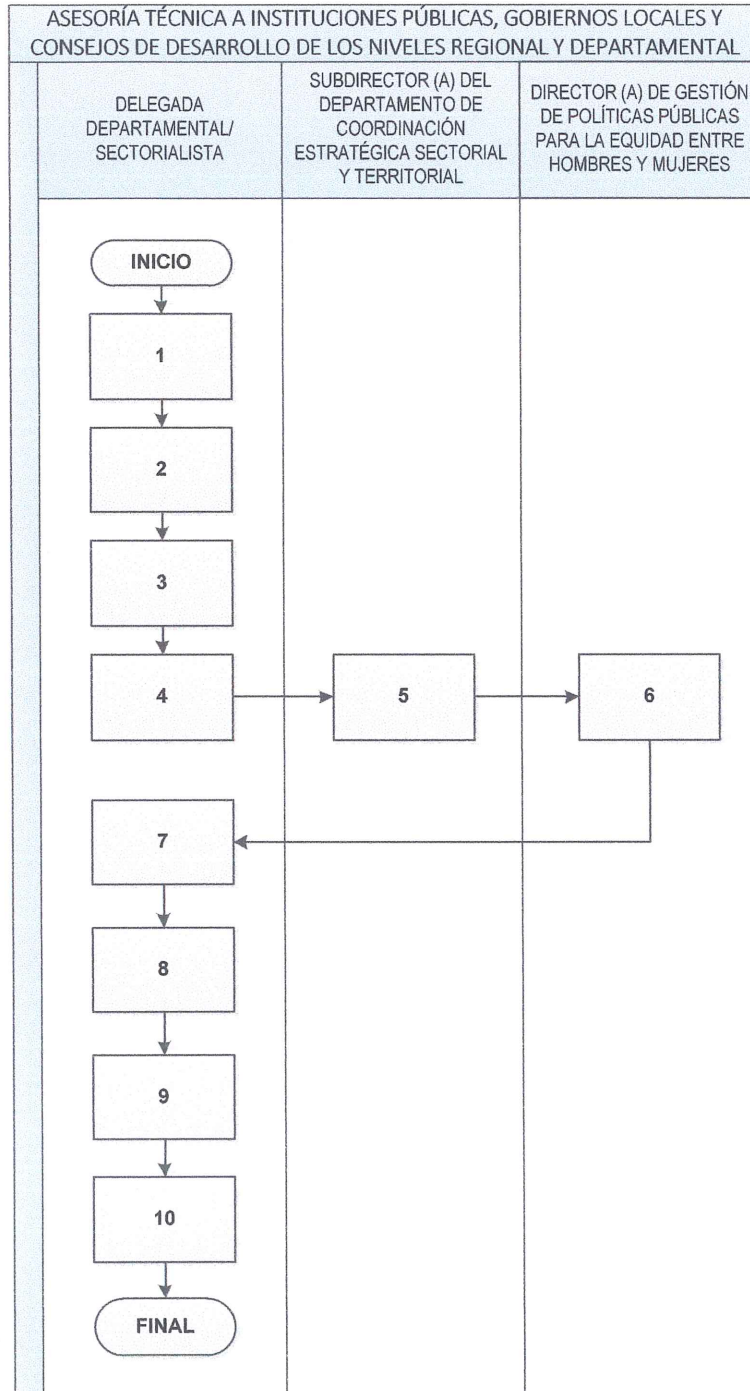 ASESORÍA TÉCNICA A INSTITUCIONES PÚBLICAS, GOBIERNOS LOCALES Y
CONSEJOS DE DESARROLLO DE LOS NIVELES REGIONAL Y DEPARTAMENTAL
DELEGADA
DEPARTAMENTAL/
SECTORIALISTA
SUBDIRECTOR (A) DEL
DEPARTAMENTO DE
COORDINACIÓN
ESTRATÉGICA SECTORIAL
Y TERRITORIAL
DIRECTOR (A) DE GESTIÓN
DE POLÍTICAS PÚBLICAS
PARA LA EQUIDAD ENTRE
HOMBRES Y MUJERES
INICIO
1
2
3
4
5
6
7
8
9
10
FINAL